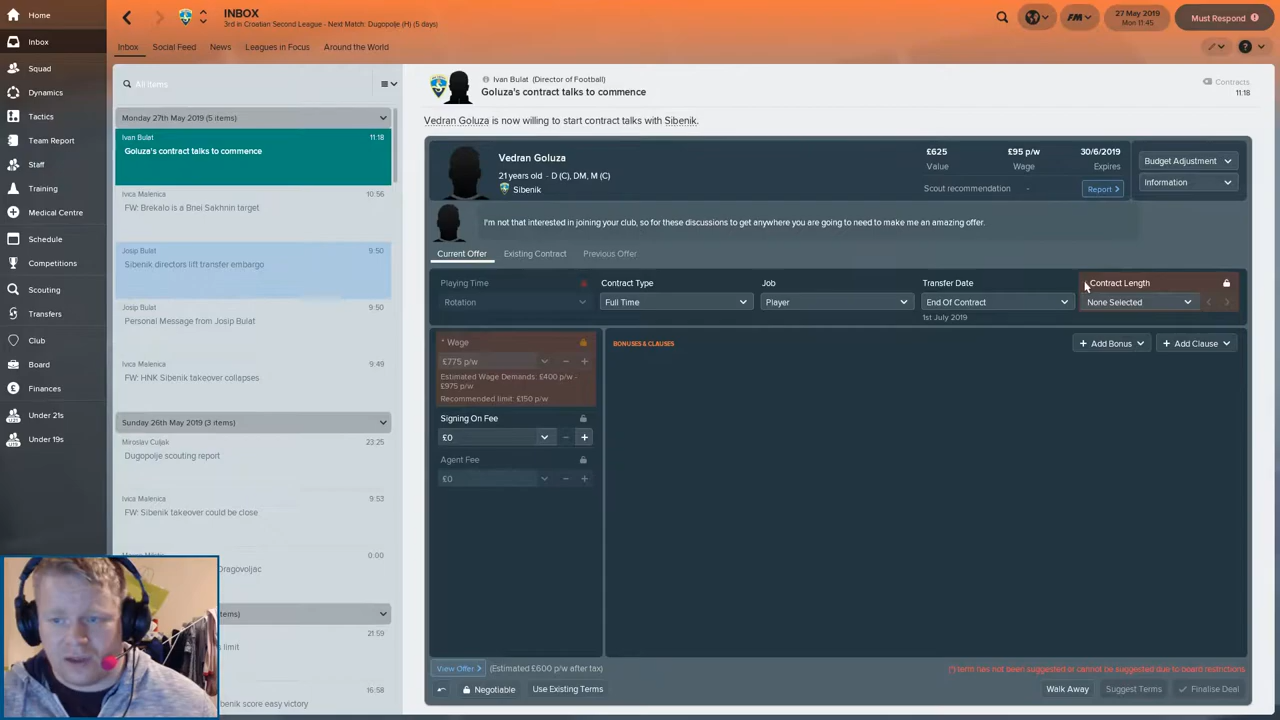 Home
INBOX
3rd in Croatian Second League - Next Match: Dugopolje (H) (5 days)
FM
27 May 2019
Mon 11:45
Must Respond
Inbox
Social Feed
News
Leagues in Focus
Around the World
Inbox
Squad
Dynamics
Tactics
Team Report
Staff
Training
Medical Centre
Schedule
Competitions
Scouting
Transfers
Club
Board
Finances
Under 21s
Under 19s
All Items
Monday 27th May 2019 (5 items)
Ivan Bulat 11:18
Goluza's contract talks to commence
Ivica Malenica 10:56
FW: Brekalo is a Bnei Sakhnin target
Josip Bulat 9:50
Sibenik directors lift transfer embargo
Josip Bulat 9:50
Personal Message from Josip Bulat
Ivica Malenica 9:49
FW: HNK Sibenik takeover collapses
Sunday 26th May 2019 (3 items)
Miroslav Culjak 23:25
Dugopolje scouting report
Ivica Malenica 9:53
FW: Sibenik takeover could be close
0:00
Dragovoljac
items)
21:59
s limit
16:58
benik score easy victory
Ivan Bulat (Director of Football)
Goluza's contract talks to commence
Contracts
11:18
Vedran Goluza is now willing to start contract talks with Sibenik.
Vedran Goluza
21 years old - D (C), DM, M (C)
Sibenik
£625 £95 p/w 30/6/2019
Value Wage Expires
Scout recommendation - Report
Budget Adjustment
Information
I'm not that interested in joining your club, so for these discussions to get anywhere you are going to need to make me an amazing offer.
Current Offer Existing Contract Previous Offer
Playing Time Contract Type Job Transfer Date Contract Length
Rotation Full Time Player End Of Contract None Selected
1st July 2019
* Wage
£775 p/w
Estimated Wage Demands: £400 p/w -
£975 p/w
Recommended limit: £150 p/w
Signing On Fee
£0
Agent Fee
£0
BONUSES & CLAUSES
Add Bonus
Add Clause
View Offer (Estimated £600 p/w after tax)
(*) term has not been suggested or cannot be suggested due to board restrictions
Negotiable Use Existing Terms Walk Away Suggest Terms Finalise Deal